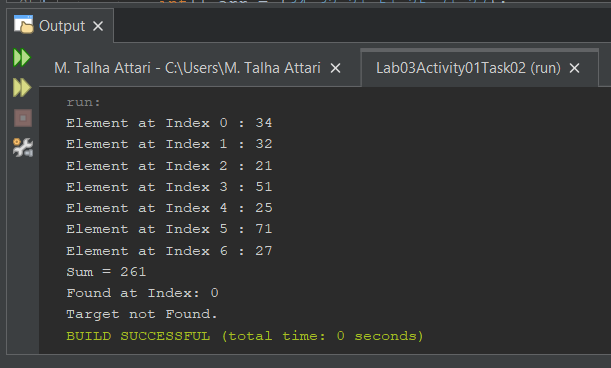 Output
M. Talha Attari - C:\Users\M. Talha Attari
Lab03Activity01Task02 (run)
run:
Element at Index 0 : 34
Element at Index 1 : 32
Element at Index 2 : 21
Element at Index 3 : 51
Element at Index 4 : 25
Element at Index 5 : 71
Element at Index 6 : 27
Sum = 261
Found at Index: 0
Target not Found.
BUILD SUCCESSFUL (total time: 0 seconds)